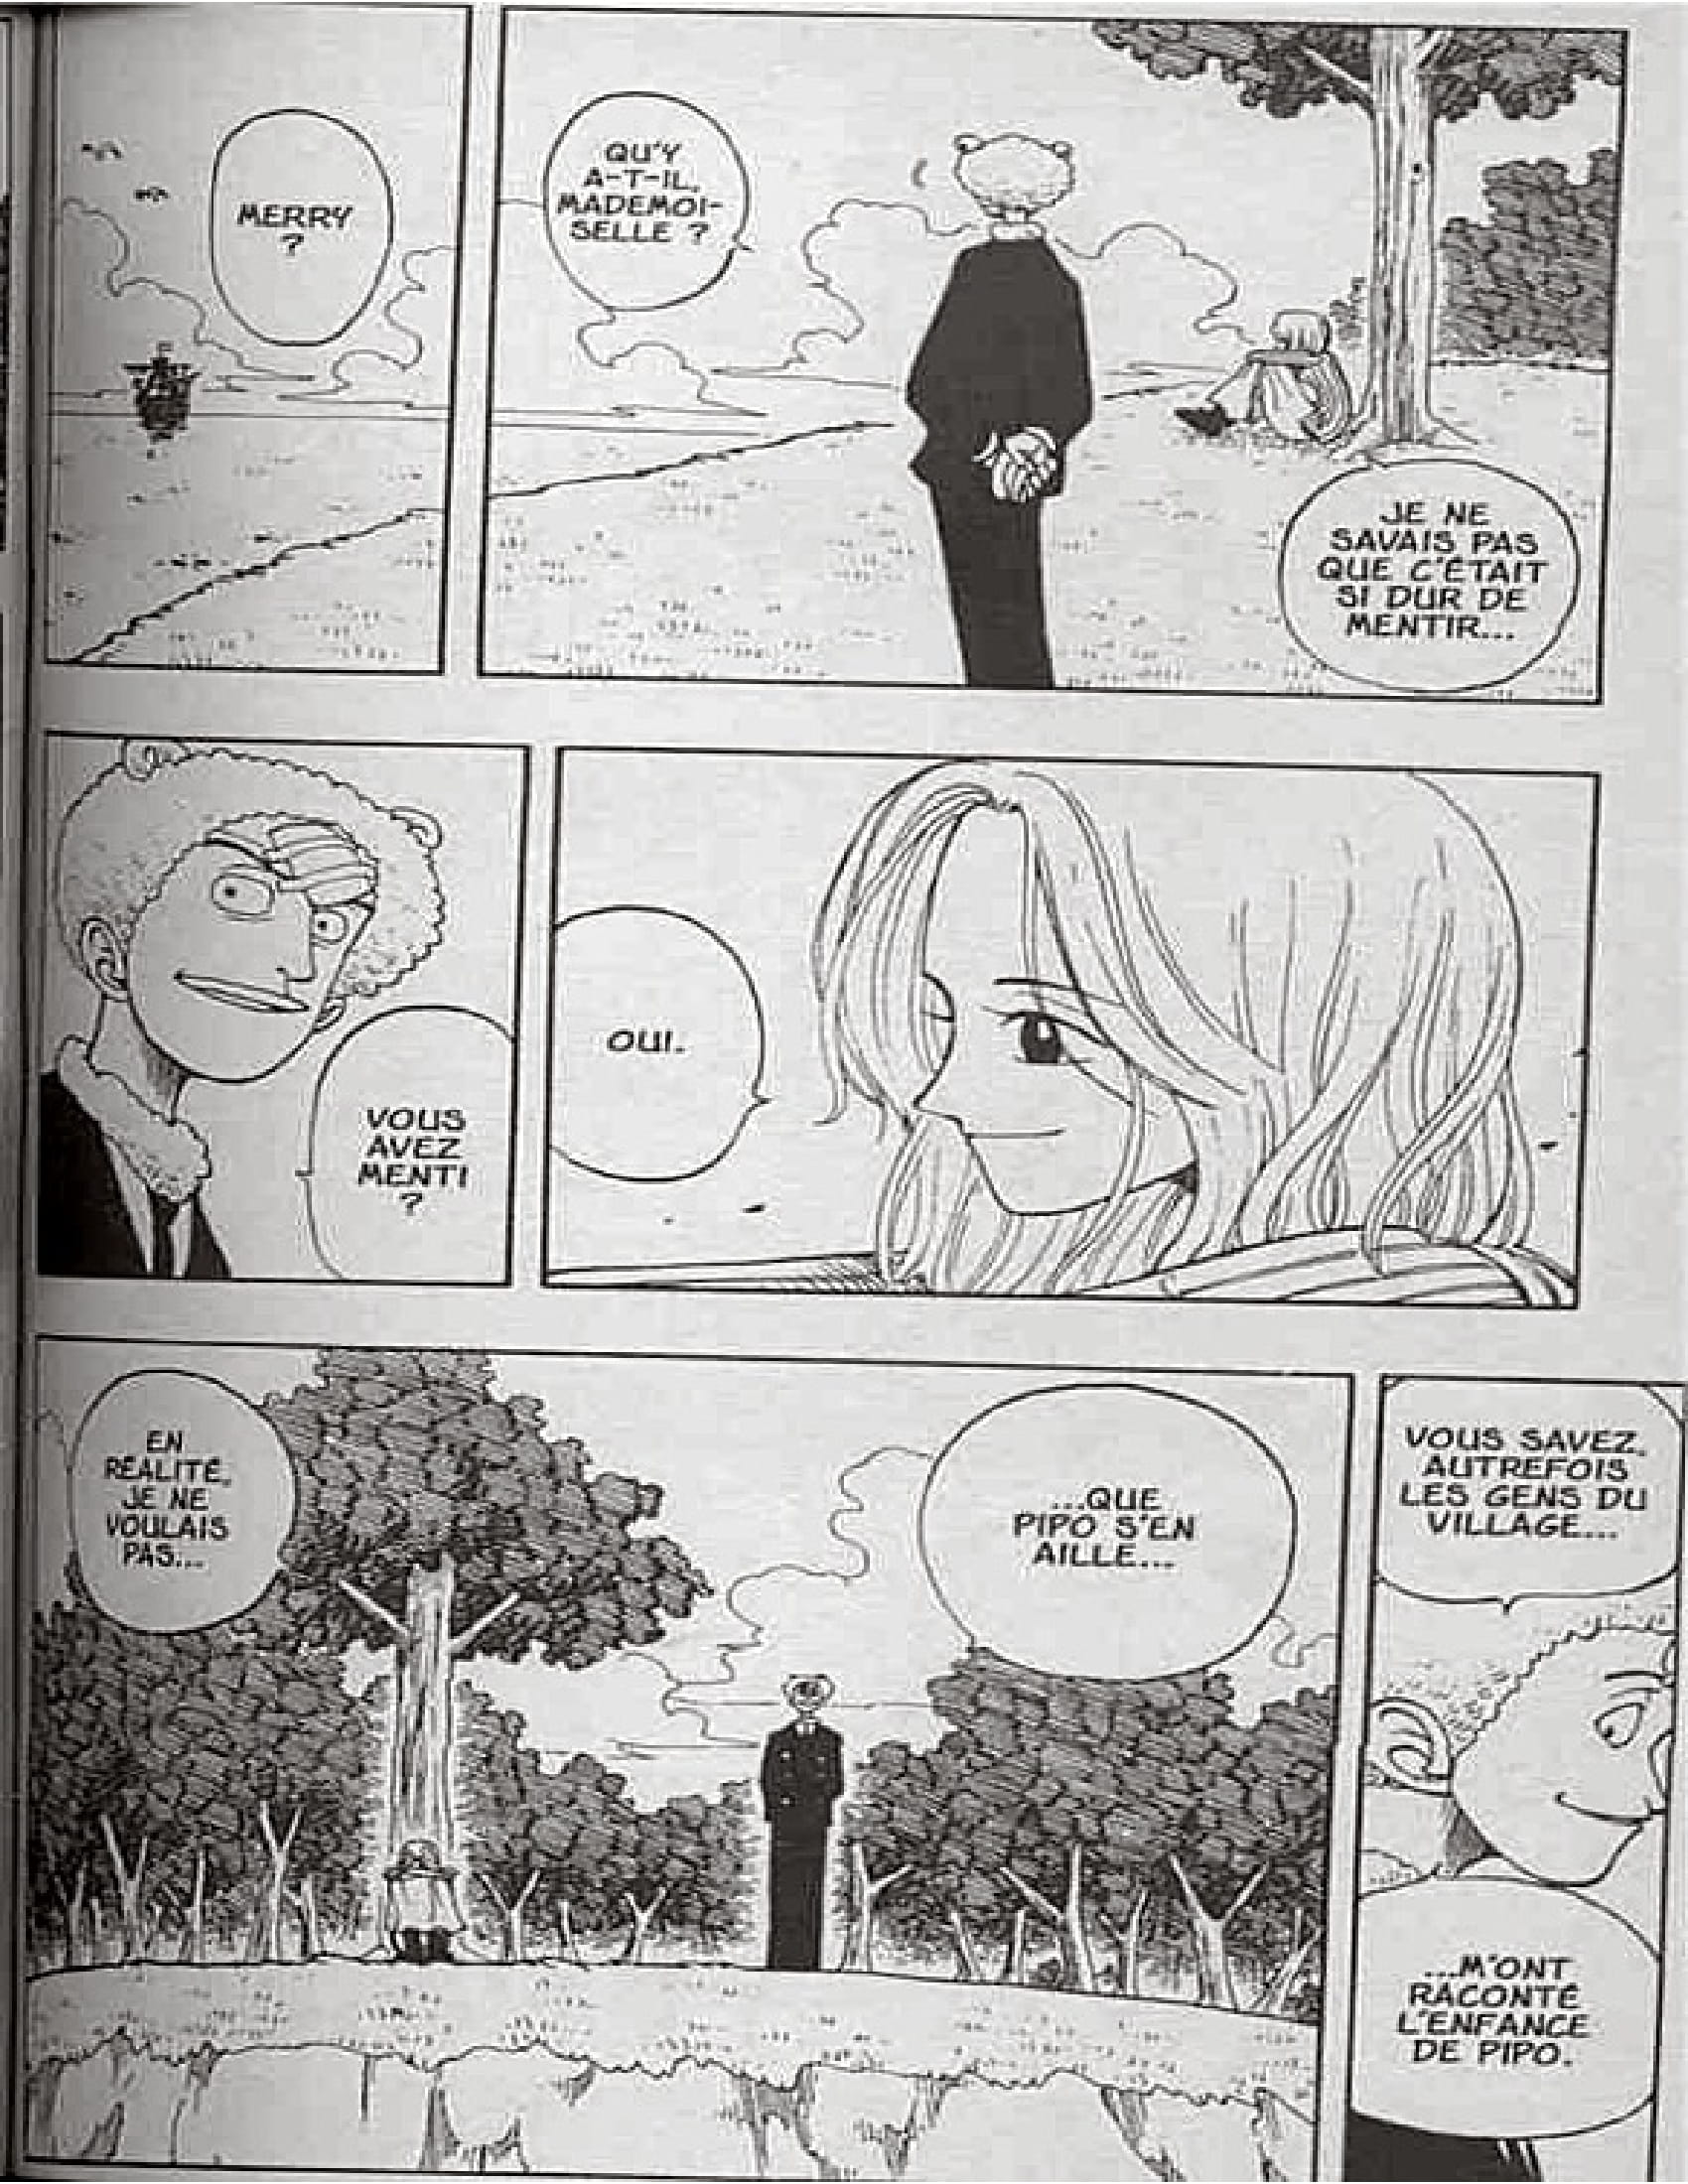 MERRY
?
QU'Y
A-T-IL,
MADEMOI-
SELLE ?
JE NE
SAVAIS PAS
QUE C'ÉTAIT
SI DUR DE
MENTIR...
VOUS
AVEZ
MENTI
?
OUI.
EN
RÉALITÉ,
JE NE
VOULAIS
PAS...
...QUE
PIPO S'EN
AILLE...
VOUS SAVEZ,
AUTREFOIS
LES GENS DU
VILLAGE...
...M'ONT
RACONTÉ
L'ENFANCE
DE PIPO.